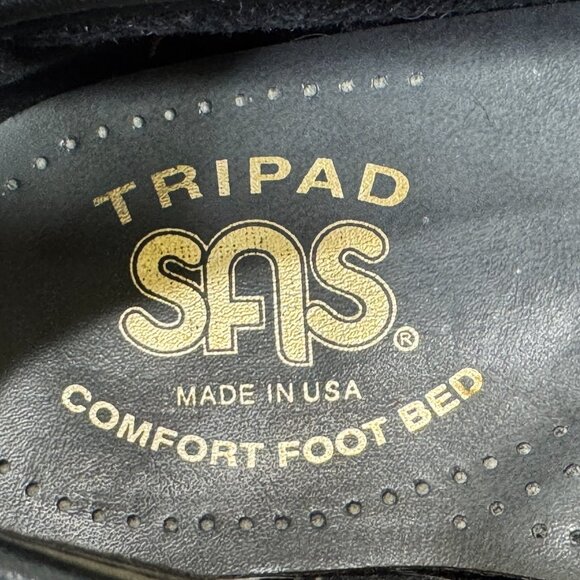 TRIPAD
SAS®
MADE IN USA
COMFORT FOOT BED